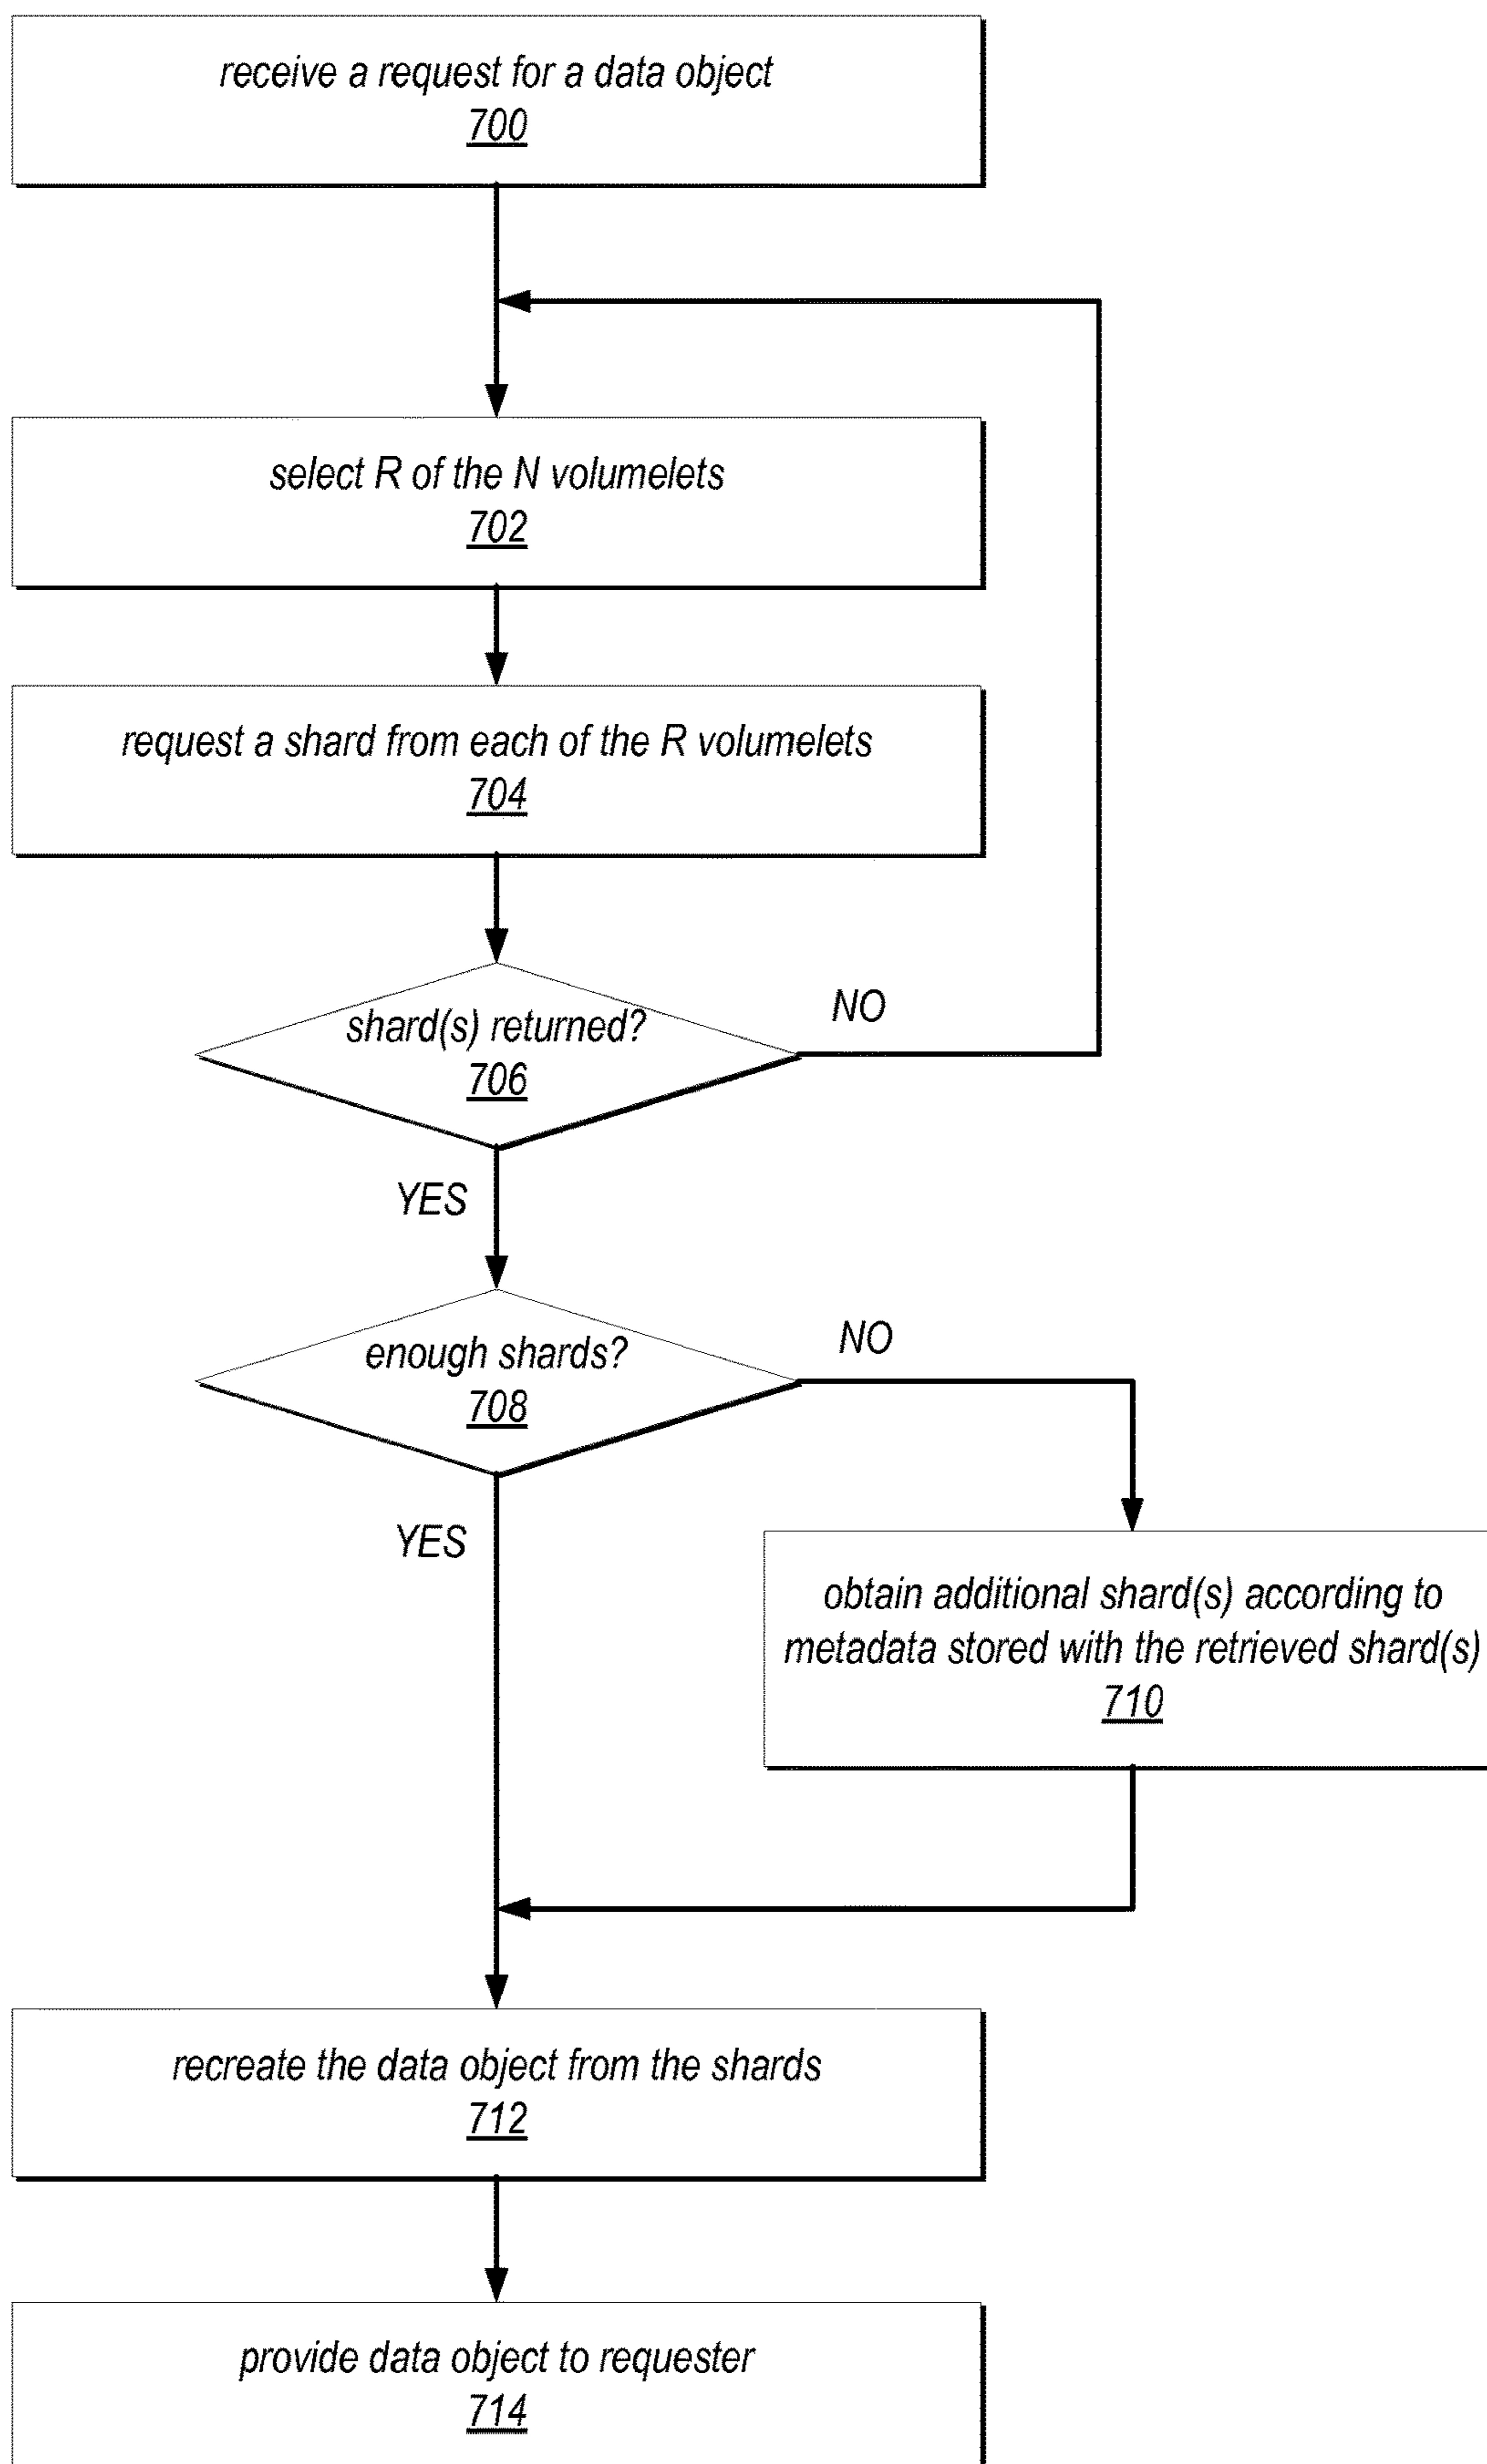 receive a request for a data object
700
select R of the N volumelets
702
request a shard from each of the R volumelets
704
shard(s) returned?
706
NO
YES
enough shards?
708
NO
YES
obtain additional shard(s) according to
metadata stored with the retrieved shard(s)
710
recreate the data object from the shards
712
provide data object to requester
714